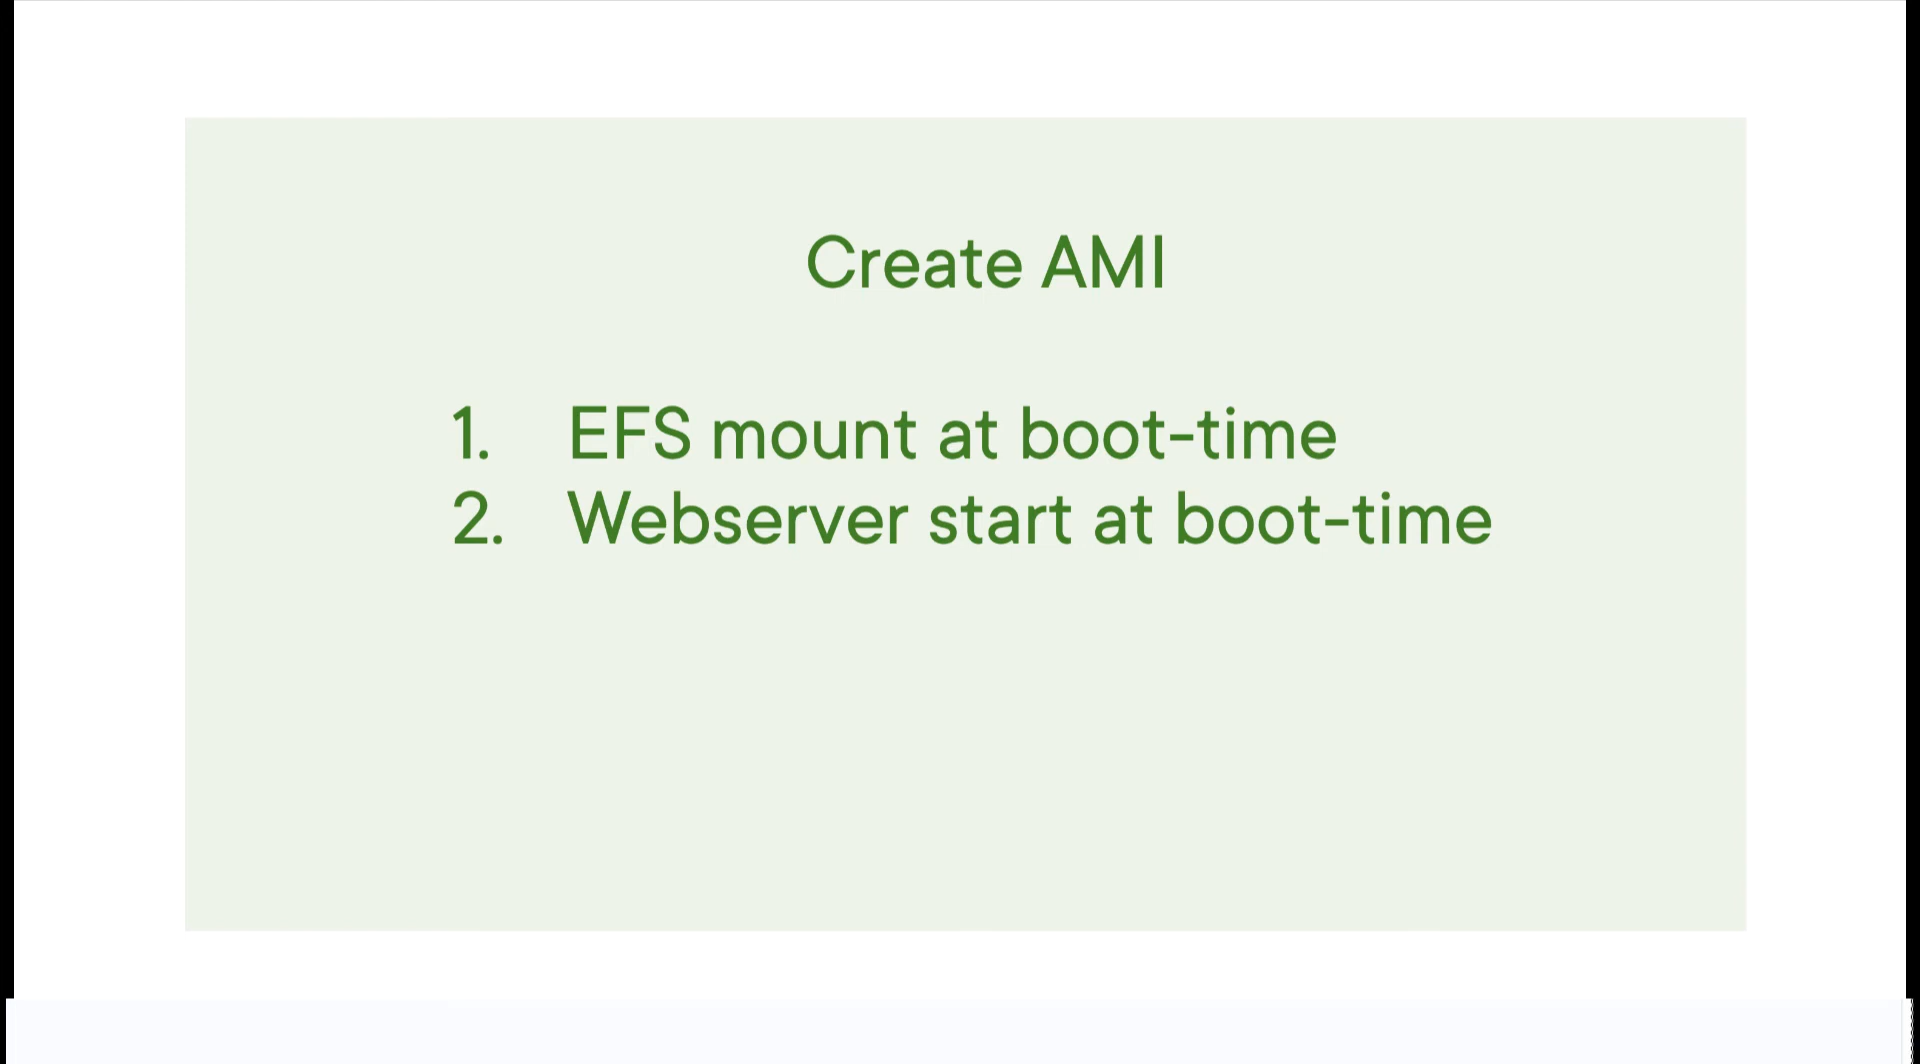 Create AMI
1. EFS mount at boot-time
2. Webserver start at boot-time